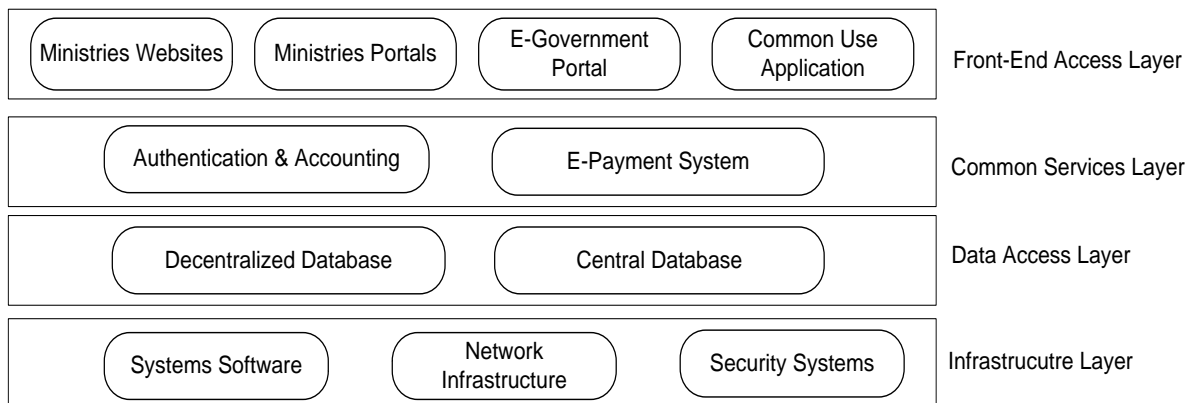 Ministries Websites
Ministries Portals
E-Government
Portal
Common Use
Application
Front-End Access Layer
Authentication & Accounting
E-Payment System
Common Services Layer
Decentralized Database
Central Database
Data Access Layer
Systems Software
Network
Infrastructure
Security Systems
Infrastrucutre Layer